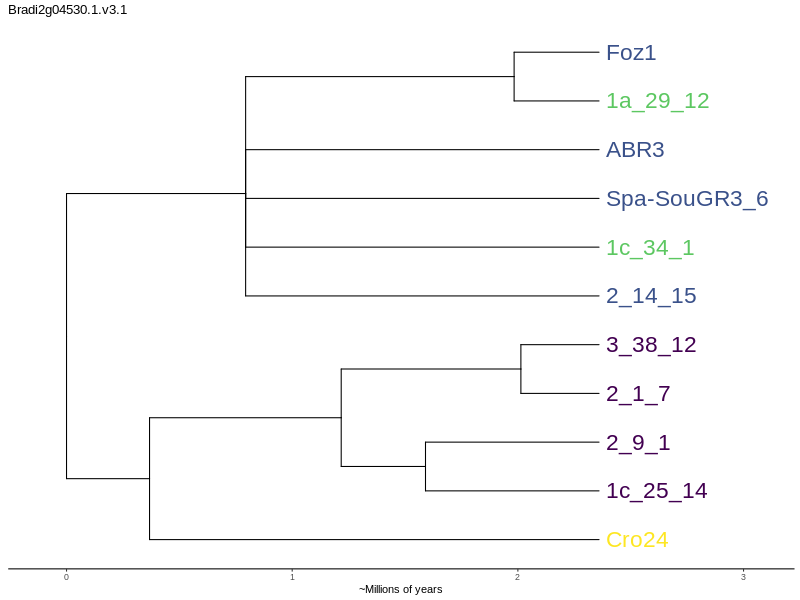 Bradi2g04530.1.v3.1
Foz1
1a_29_12
ABR3
Spa-SouGR3_6
1c_34_1
2_14_15
3_38_12
2_1_7
2_9_1
1c_25_14
Cro24
0 1 2 3
~Millions of years